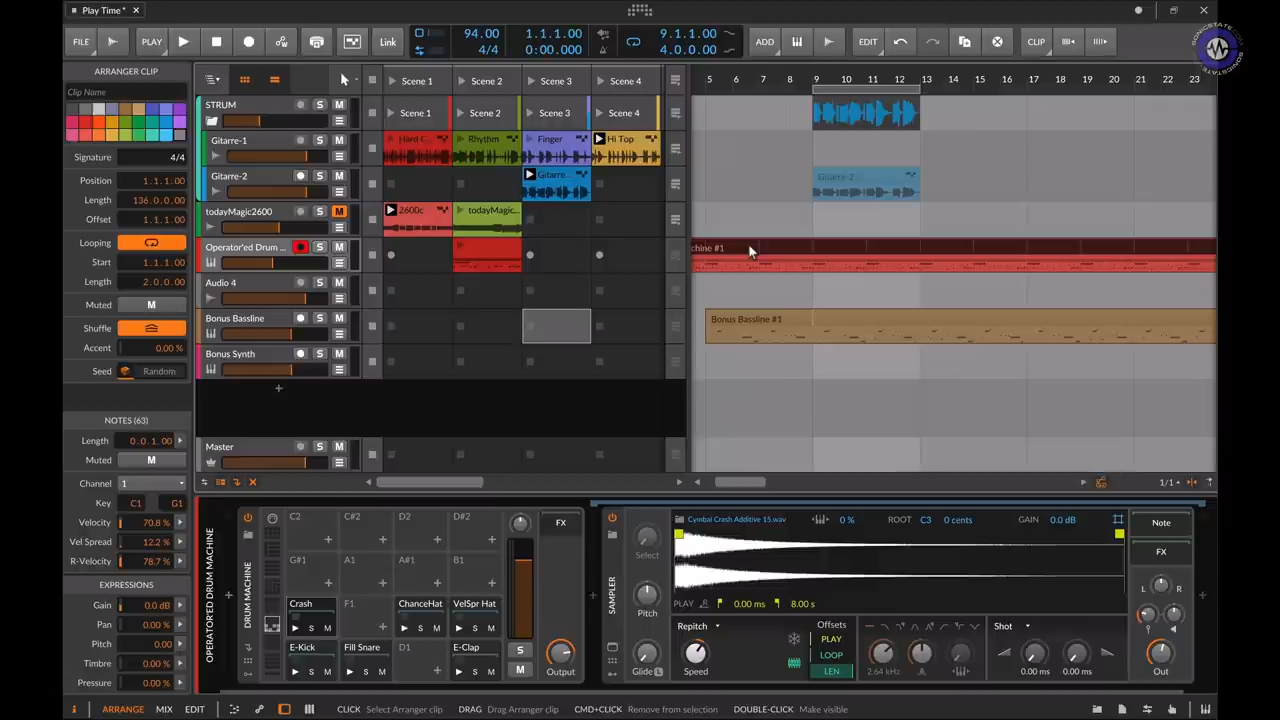 Play Time*
SONICSTATE
FILE PLAY Link 94.00 4/4 1.1.1.00 0:00.000 9.1.1.00 4.0.0.00 ADD EDIT CLIP
ARRANGER CLIP
Clip Name
Signature 4/4
Position 1.1.1.00
Length 136.0.0.00
Offset 1.1.1.00
Looping
Start 1.1.1.00
Length 2.0.0.00
Muted M
Shuffle
Accent 0.00 %
Seed Random
NOTES (63)
Length 0.0.1.00
Muted M
Channel 1
Key C1 G1
Velocity 70.8 %
Vel Spread 12.2 %
R-Velocity 78.7 %
EXPRESSIONS
Gain 0.0 dB
Pan 0.00 %
Pitch 0.00
Timbre 0.00 %
Pressure 0.00 %
Scene 1 Scene 2 Scene 3 Scene 4
5 6 7 8 9 10 11 12 13 14 15 16 17 18 19 20 21 22 23
STRUM S M Scene 1 Scene 2 Scene 3 Scene 4
Gitarre-1 S M Hard C... Rhythm Finger Hi Top
Gitarre-2 S M Gitarre... Gitarre-2
todayMagic2600 S M 2600c todayMagic...
Operator'ed Drum ... S M chine #1
Audio 4 S M
Bonus Bassline S M Bonus Bassline #1
Bonus Synth S M
+
Master S M
1/1
OPERATOR'ED DRUM MACHINE
DRUM MACHINE
C2 C#2 D2 D#2
G#1 A1 A#1 B1
Crash F1 ChanceHat VelSpr Hat
S M S M S M
E-Kick Fill Snare D1 E-Clap
S M S M S M
FX
S
M
Output
SAMPLER
Select
Pitch
Glide L
Cymbal Crash Additive 15.wav 0 % ROOT C3 0 cents GAIN 0.0 dB
PLAY 0.00 ms 8.00 s
Repitch
Speed
Offsets
PLAY
LOOP
LEN
2.64 kHz
Shot
0.00 ms 0.00 ms
Note
FX
L R
Out
ARRANGE MIX EDIT CLICK Select Arranger clip DRAG Drag Arranger clip CMD+CLICK Remove from selection DOUBLE-CLICK Make visible